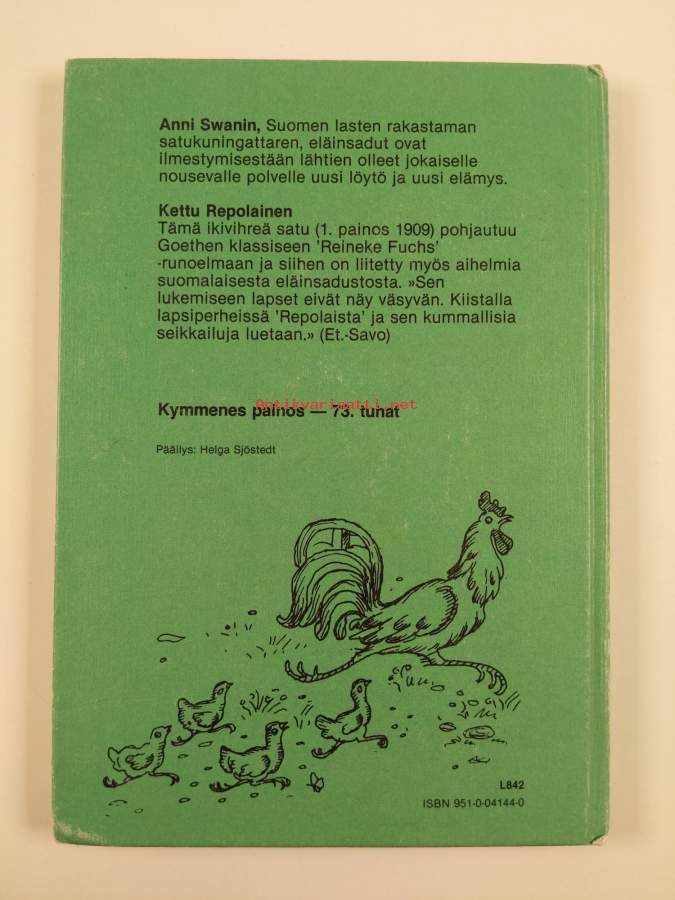 Anni Swanin, Suomen lasten rakastaman
satukuningattaren, eläinsadut ovat
ilmestymisestään lähtien olleet jokaiselle
nousevalle polvelle uusi löytö ja uusi elämys.
Kettu Repolainen
Tämä ikivihreä satu (1. painos 1909) pohjautuu
Goethen klassiseen 'Reineke Fuchs'
-runoelmaan ja siihen on liitetty myös aihelmia
suomalaisesta eläinsadustosta. »Sen
lukemiseen lapset eivät näy väsyvän. Kiistalla
lapsiperheissä 'Repolaista' ja sen kummallisia
seikkailuja luetaan.» (Et.-Savo)
Antikvariaatti.net
Kymmenes painos — 73. tuhat
Päällys: Helga Sjöstedt
L842
ISBN 951-0-04144-0